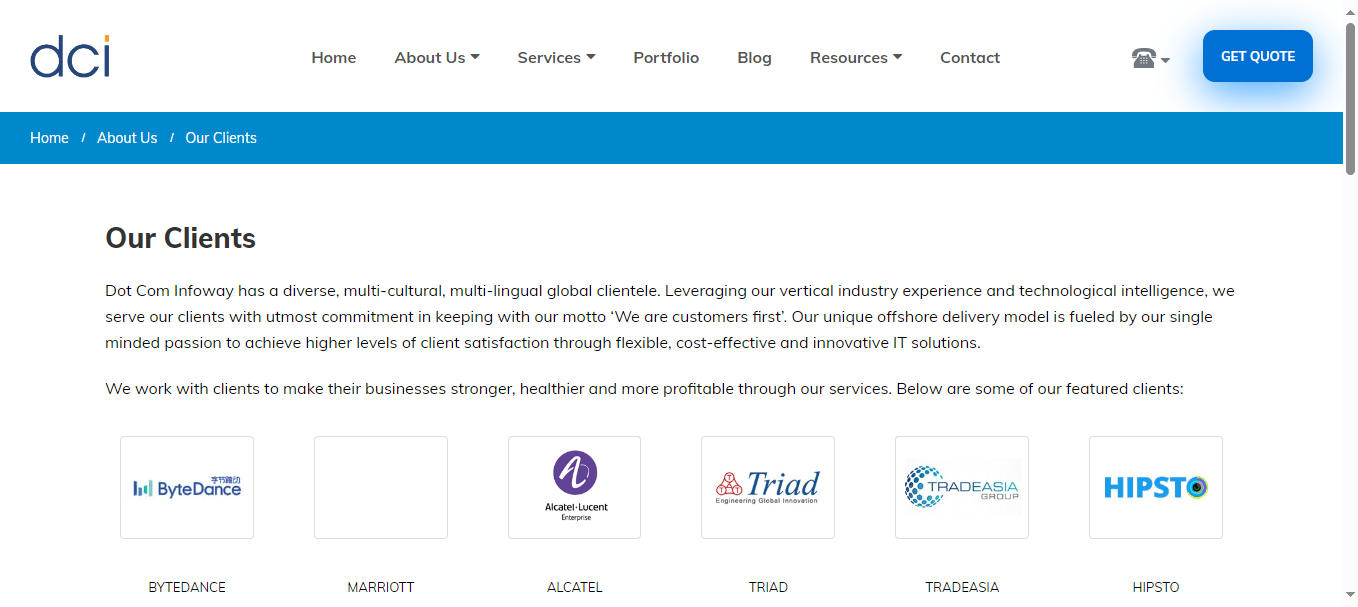 dci
Home About Us Services Portfolio Blog Resources Contact GET QUOTE
Home / About Us / Our Clients
Our Clients
Dot Com Infoway has a diverse, multi-cultural, multi-lingual global clientele. Leveraging our vertical industry experience and technological intelligence, we
serve our clients with utmost commitment in keeping with our motto ‘We are customers first’. Our unique offshore delivery model is fueled by our single
minded passion to achieve higher levels of client satisfaction through flexible, cost-effective and innovative IT solutions.
We work with clients to make their businesses stronger, healthier and more profitable through our services. Below are some of our featured clients:
字节跳动
ByteDance
Alcatel·Lucent
Enterprise
TTT
Triad
Engineering Global Innovation
TRADEASIA
GROUP
HIPSTO
BYTEDANCE MARRIOTT ALCATEL TRIAD TRADEASIA HIPSTO